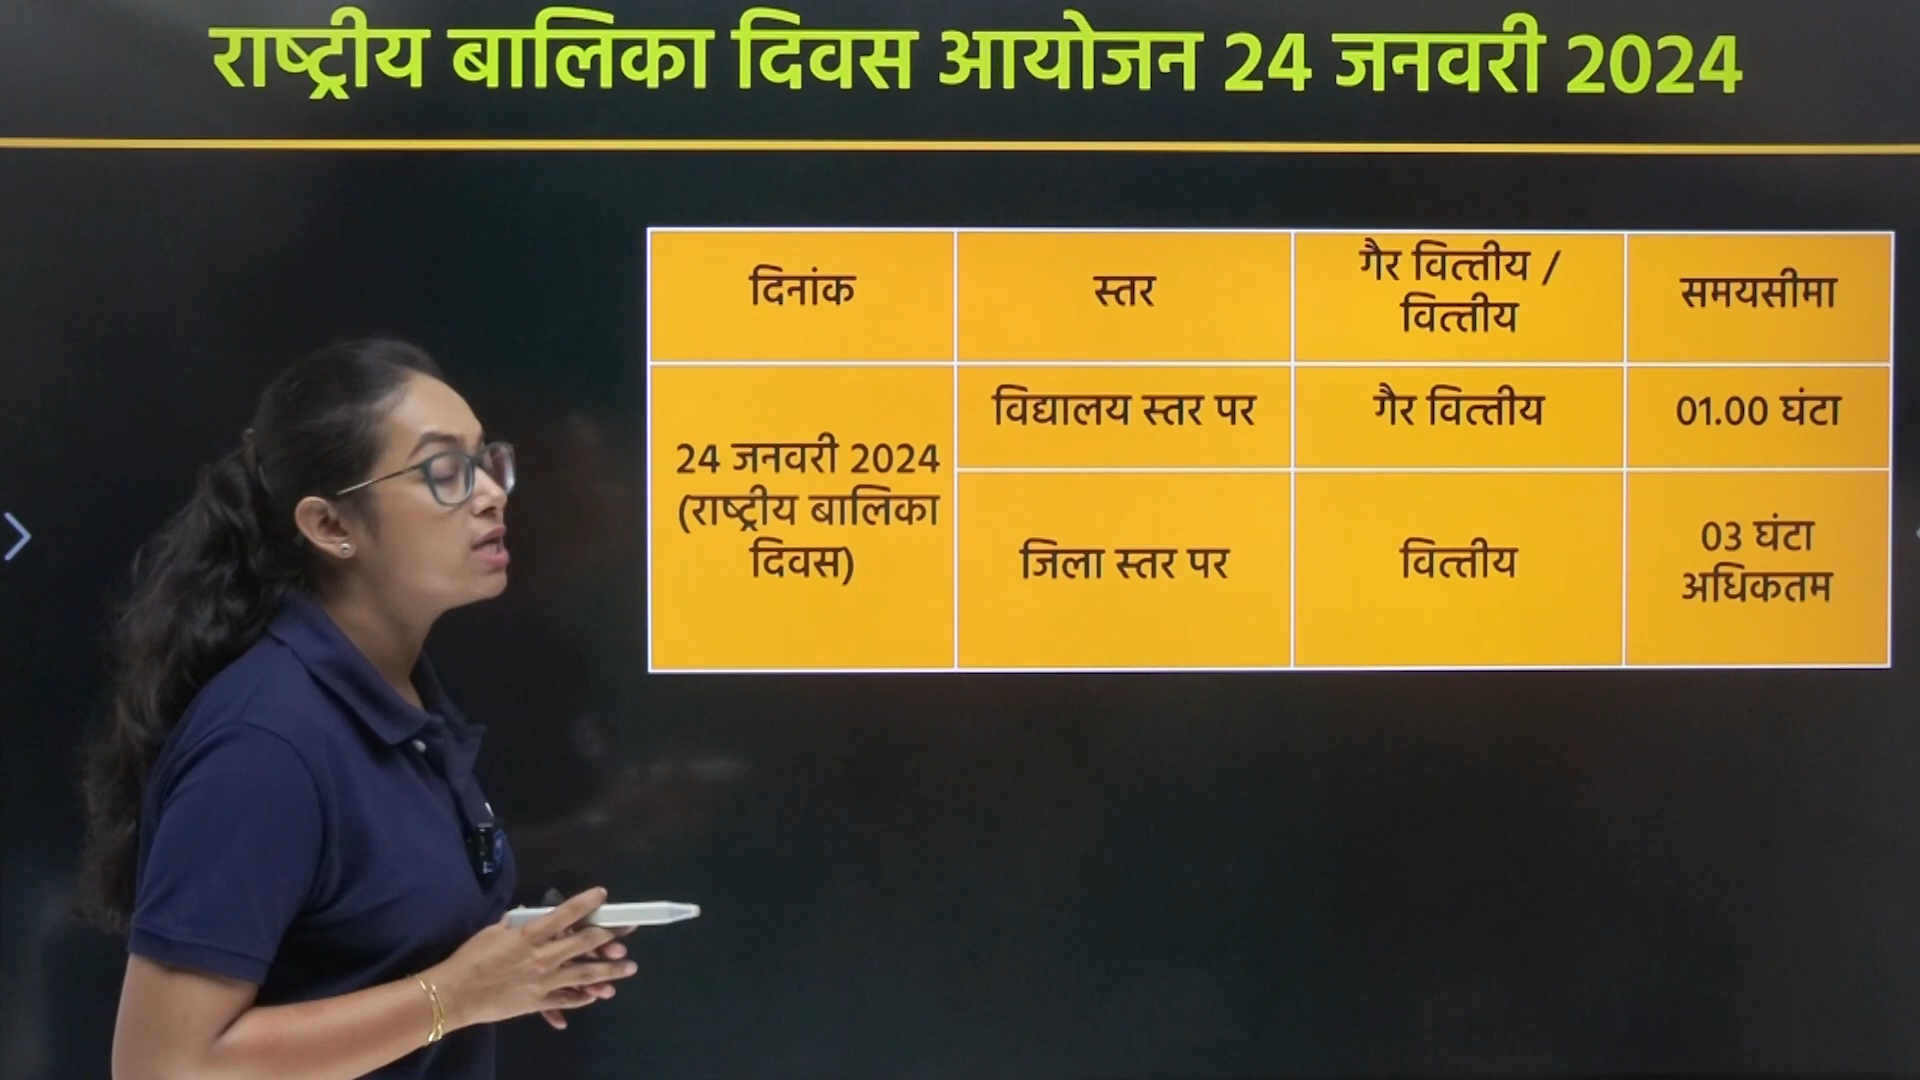 राष्ट्रीय बालिका दिवस आयोजन 24 जनवरी 2024
दिनांक
स्तर
गैर वित्तीय /
वित्तीय
समयसीमा
24 जनवरी 2024
(राष्ट्रीय बालिका
दिवस)
विद्यालय स्तर पर
गैर वित्तीय
01.00 घंटा
जिला स्तर पर
वित्तीय
03 घंटा
अधिकतम